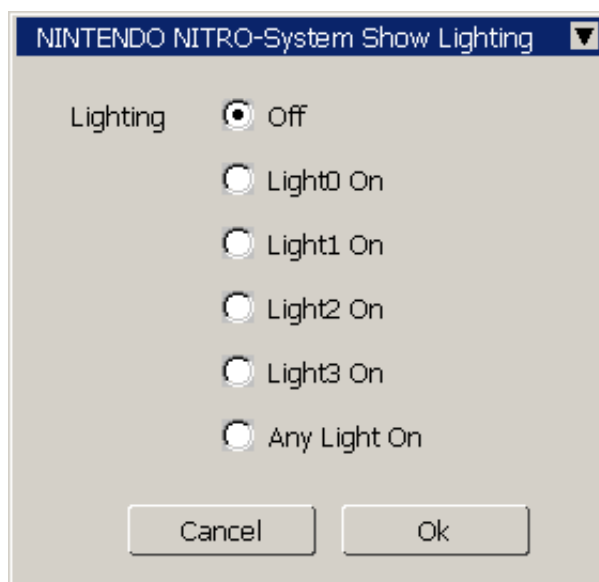 NINTENDO NITRO-System Show Lighting
Lighting Off
Light0 On
Light1 On
Light2 On
Light3 On
Any Light On
Cancel Ok